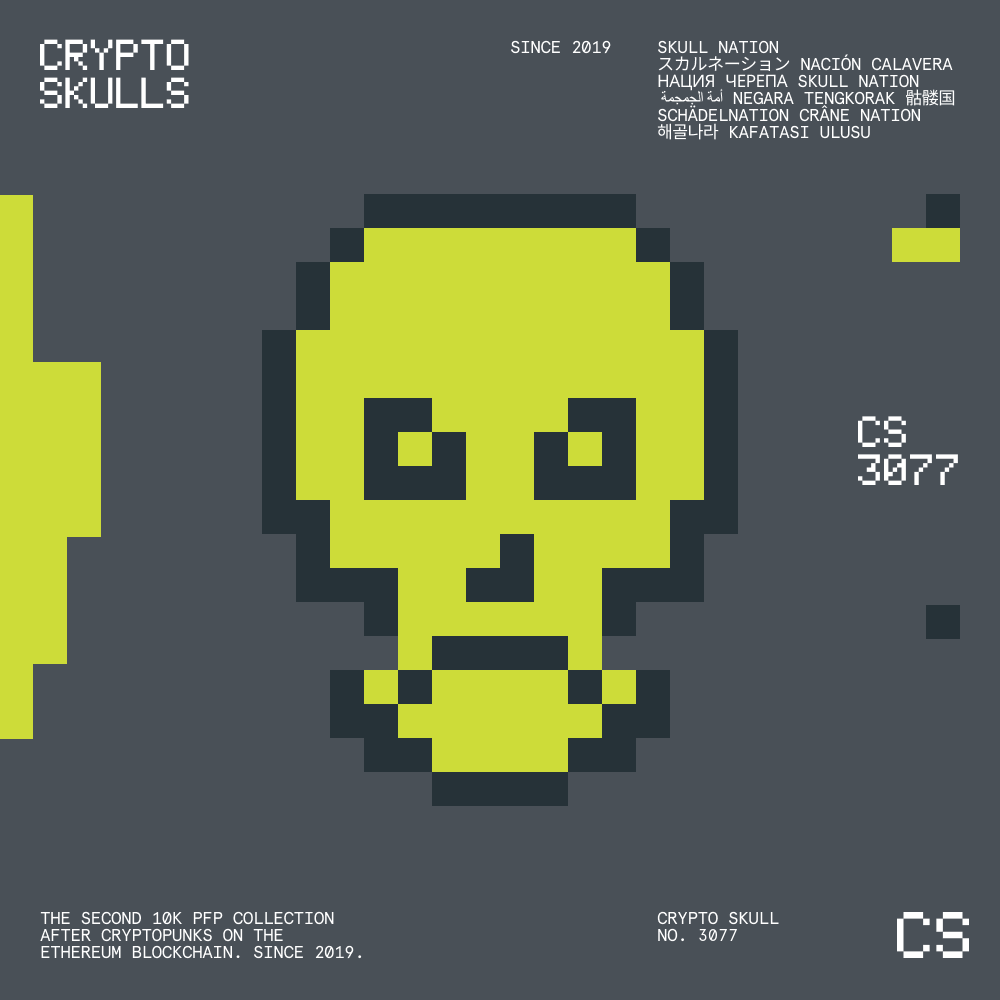 CRYPTO
SKULLS
SINCE 2019
SKULL NATION
スカルネーション NACIÓN CALAVERA
НАЦИЯ ЧЕРЕПА SKULL NATION
أمة الجمجمة NEGARA TENGKORAK 骷髅国
SCHÄDELNATION CRÂNE NATION
해골나라 KAFATASI ULUSU
CS
3077
THE SECOND 10K PFP COLLECTION
AFTER CRYPTOPUNKS ON THE
ETHEREUM BLOCKCHAIN. SINCE 2019.
CRYPTO SKULL
NO. 3077
CS